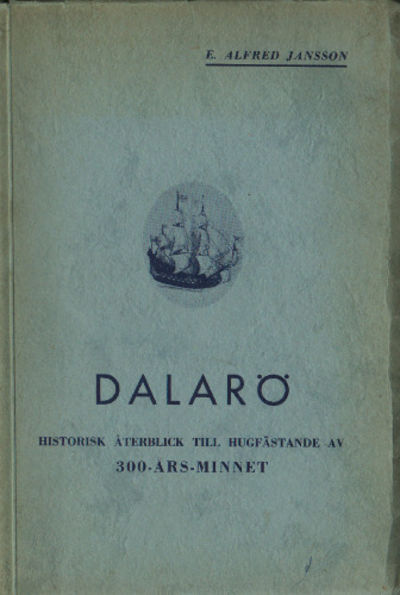 E. ALFRED JANSSON
DALARÖ
HISTORISK ÅTERBLICK TILL HUGFÄSTANDE AV
300-ÅRS-MINNET